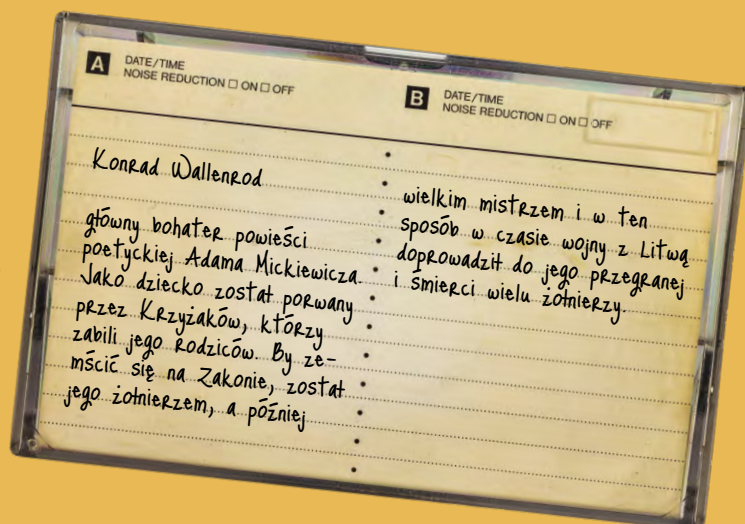 A
DATE/TIME
NOISE REDUCTION ☐ ON ☐ OFF
Konrad Wallenrod
główny bohater powieści
poetyckiej Adama Mickiewicza.
Jako dziecko został porwany
przez Krzyżaków, którzy
zabili jego rodziców. By ze-
mścić się na Zakonie, został
jego żołnierzem, a później
B
DATE/TIME
NOISE REDUCTION ☐ ON ☐ OFF
wielkim mistrzem i w ten
sposób w czasie wojny z Litwą
doprowadził do jego przegranej
i śmierci wielu żołnierzy.